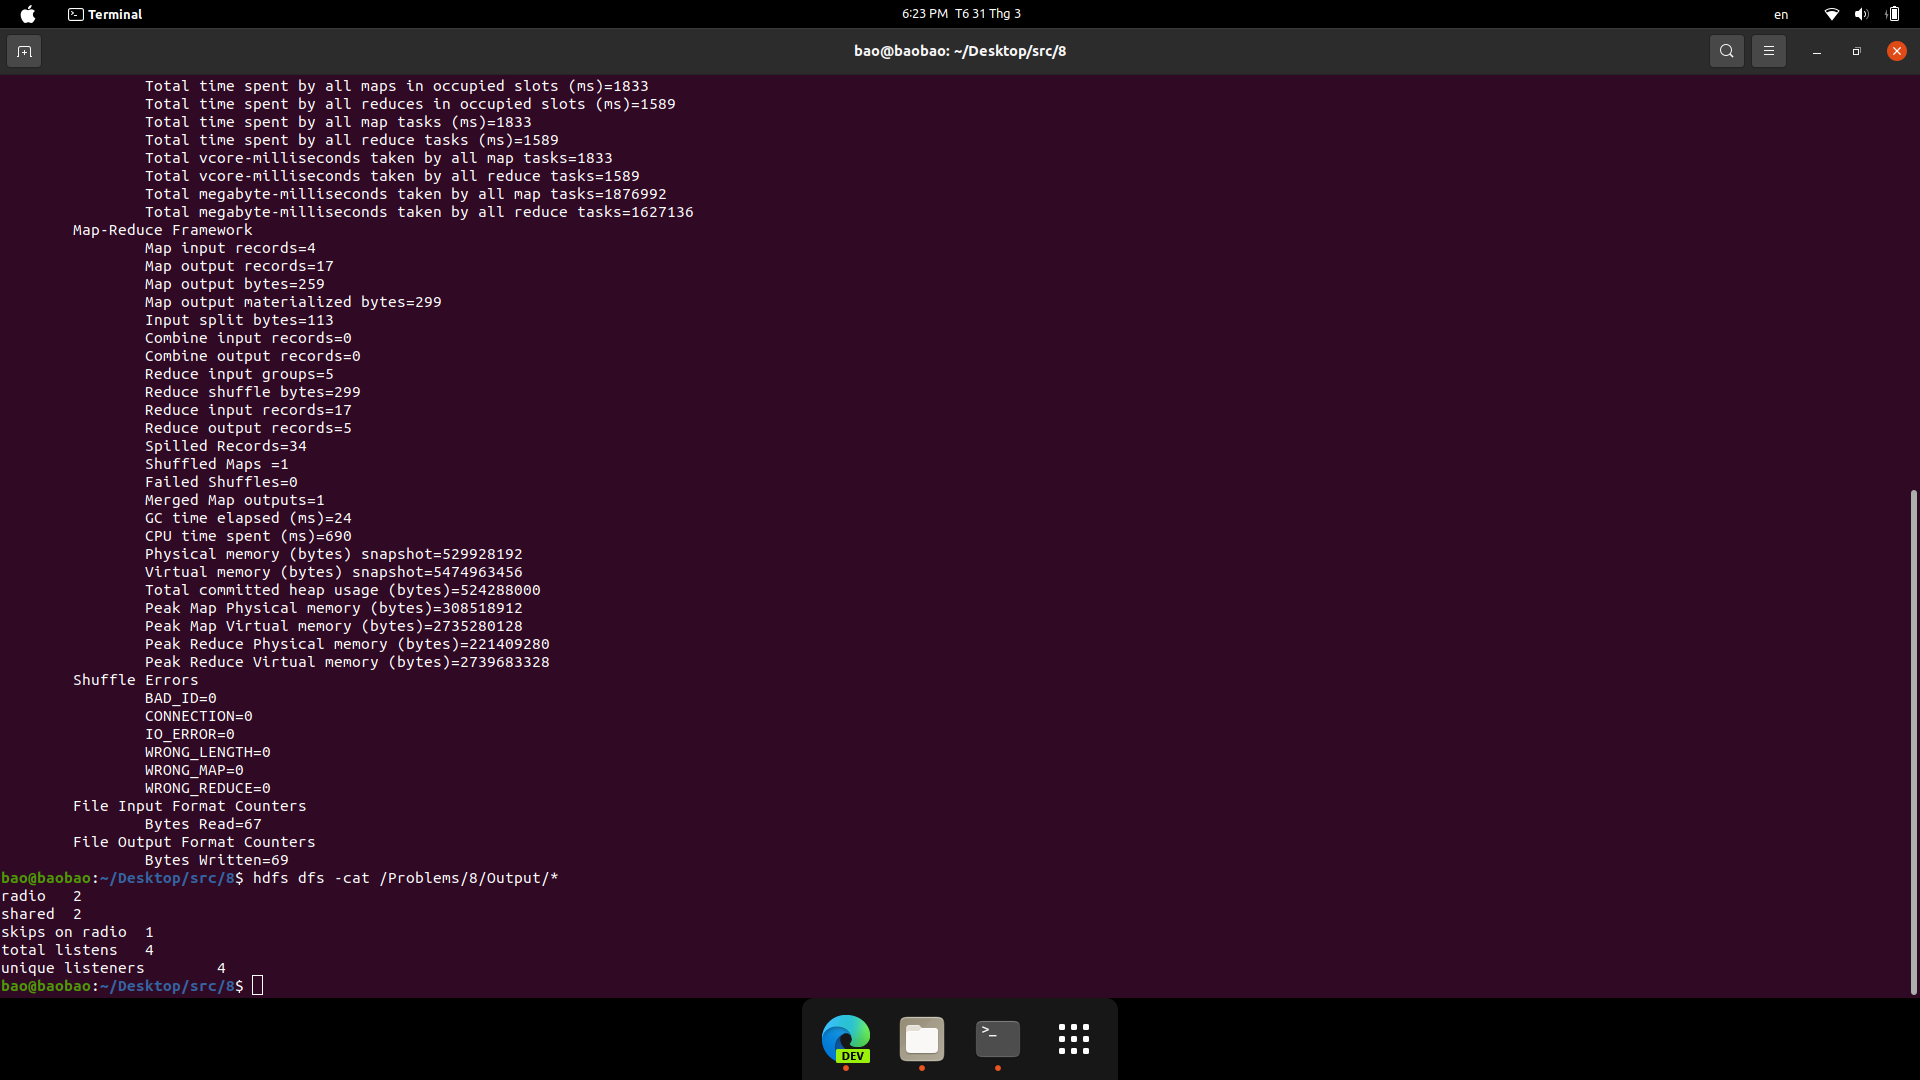 Terminal
6:23 PM T6 31 Thg 3
en
bao@baobao: ~/Desktop/src/8
Total time spent by all maps in occupied slots (ms)=1833
Total time spent by all reduces in occupied slots (ms)=1589
Total time spent by all map tasks (ms)=1833
Total time spent by all reduce tasks (ms)=1589
Total vcore-milliseconds taken by all map tasks=1833
Total vcore-milliseconds taken by all reduce tasks=1589
Total megabyte-milliseconds taken by all map tasks=1876992
Total megabyte-milliseconds taken by all reduce tasks=1627136
Map-Reduce Framework
Map input records=4
Map output records=17
Map output bytes=259
Map output materialized bytes=299
Input split bytes=113
Combine input records=0
Combine output records=0
Reduce input groups=5
Reduce shuffle bytes=299
Reduce input records=17
Reduce output records=5
Spilled Records=34
Shuffled Maps =1
Failed Shuffles=0
Merged Map outputs=1
GC time elapsed (ms)=24
CPU time spent (ms)=690
Physical memory (bytes) snapshot=529928192
Virtual memory (bytes) snapshot=5474963456
Total committed heap usage (bytes)=524288000
Peak Map Physical memory (bytes)=308518912
Peak Map Virtual memory (bytes)=2735280128
Peak Reduce Physical memory (bytes)=221409280
Peak Reduce Virtual memory (bytes)=2739683328
Shuffle Errors
BAD_ID=0
CONNECTION=0
IO_ERROR=0
WRONG_LENGTH=0
WRONG_MAP=0
WRONG_REDUCE=0
File Input Format Counters
Bytes Read=67
File Output Format Counters
Bytes Written=69
bao@baobao:~/Desktop/src/8$ hdfs dfs -cat /Problems/8/Output/*
radio 2
shared 2
skips on radio 1
total listens 4
unique listeners 4
bao@baobao:~/Desktop/src/8$
DEV
>_